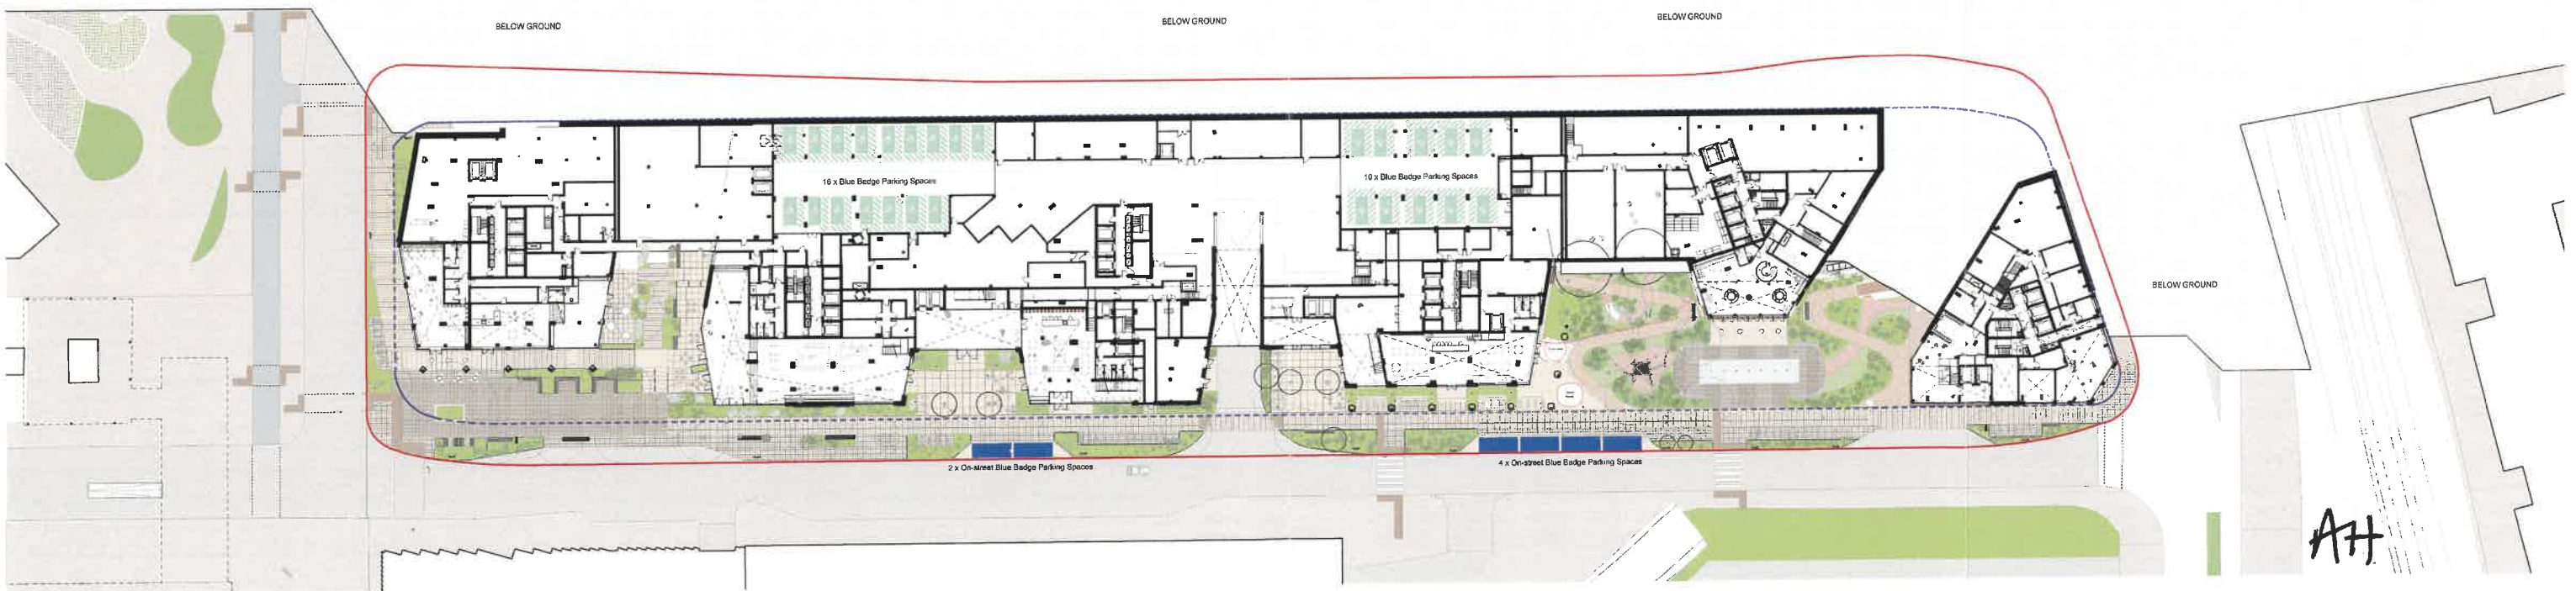 BELOW GROUND
BELOW GROUND
BELOW GROUND
16 x Blue Badge Parking Spaces
10 x Blue Badge Parking Spaces
BELOW GROUND
2 x On-street Blue Badge Parking Spaces
4 x On-street Blue Badge Parking Spaces
AH